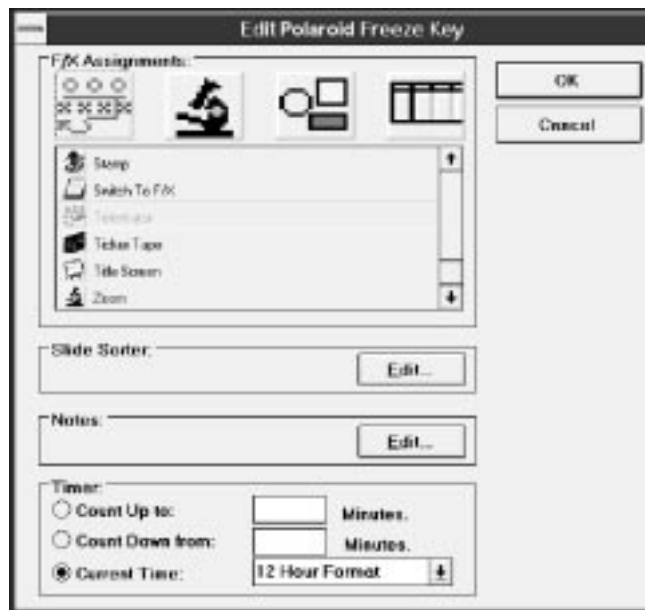 Edit Polaroid Freeze Key
F/X Assignments:
OK
Cancel
Stamp
Switch To F/X
Ticker Tape
Title Screen
Zoom
Slide Sorter:
Edit...
Notes:
Edit...
Timer:
Count Up to: Minutes.
Count Down from: Minutes.
Current Time: 12 Hour Format